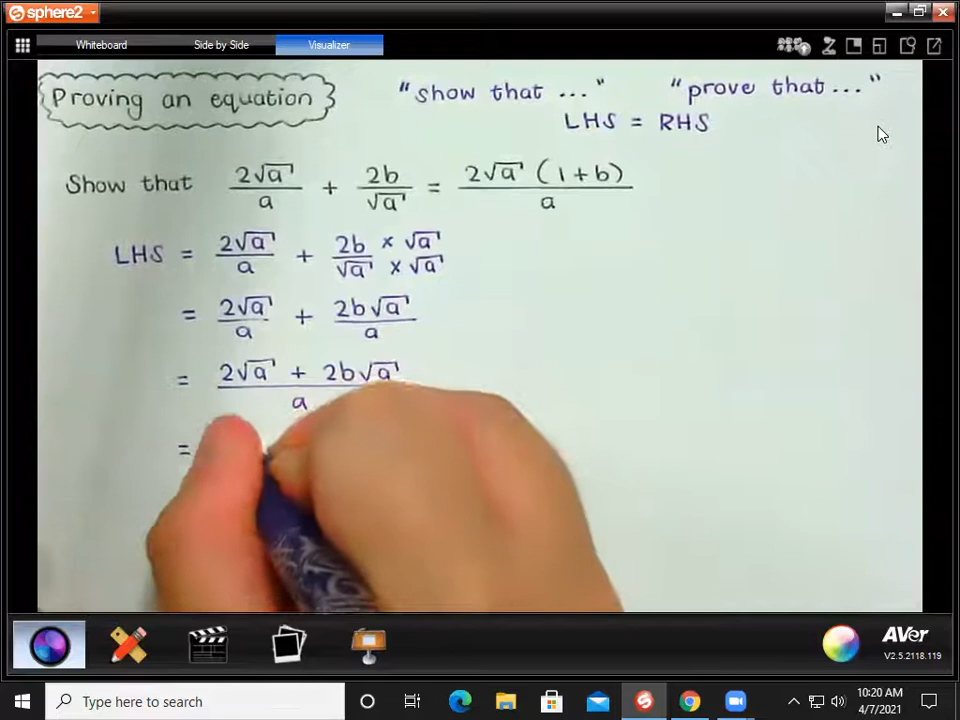 sphere2
Whiteboard Side by Side Visualizer
Proving an equation "show that ..." "prove that..."
LHS = RHS
Show that 2√a/a + 2b/√a = 2√a (1+b)/a
LHS = 2√a/a + 2b × √a/√a × √a
= 2√a/a + 2b√a/a
= 2√a + 2b√a/a
=
AVer
V2.5.2118.119
Type here to search
10:20 AM
4/7/2021